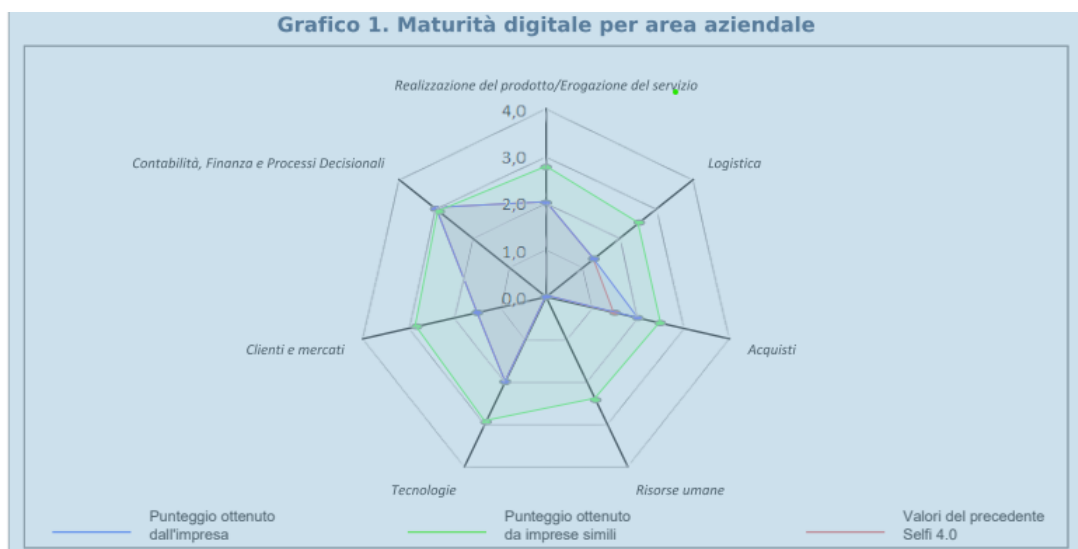 Grafico 1. Maturità digitale per area aziendale
Realizzazione del prodotto/Erogazione del servizio
4,0
Contabilità, Finanza e Processi Decisionali
Logistica
3,0
2,0
1,0
0,0
Clienti e mercati
Acquisti
Tecnologie
Risorse umane
Punteggio ottenuto
dall'impresa
Punteggio ottenuto
da imprese simili
Valori del precedente
Selfi 4.0